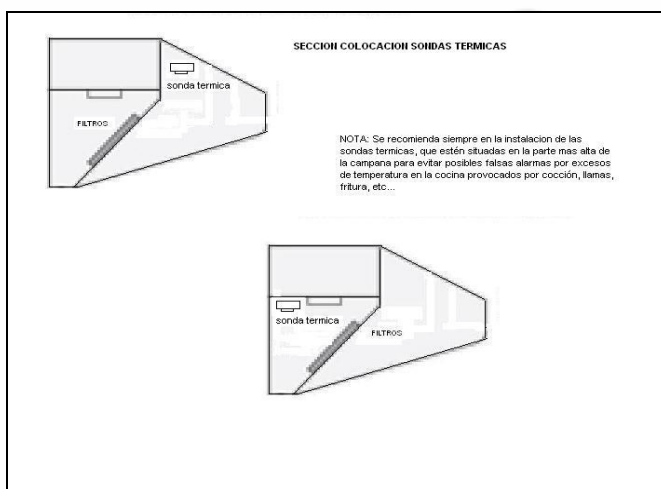 SECCION COLOCACION SONDAS TERMICAS
sonda termica
FILTROS
NOTA: Se recomienda siempre en la instalacion de las
sondas termicas, que estén situadas en la parte mas alta de
la campana para evitar posibles falsas alarmas por excesos
de temperatura en la cocina provocados por cocción, llamas,
fritura, etc...
sonda termica
FILTROS